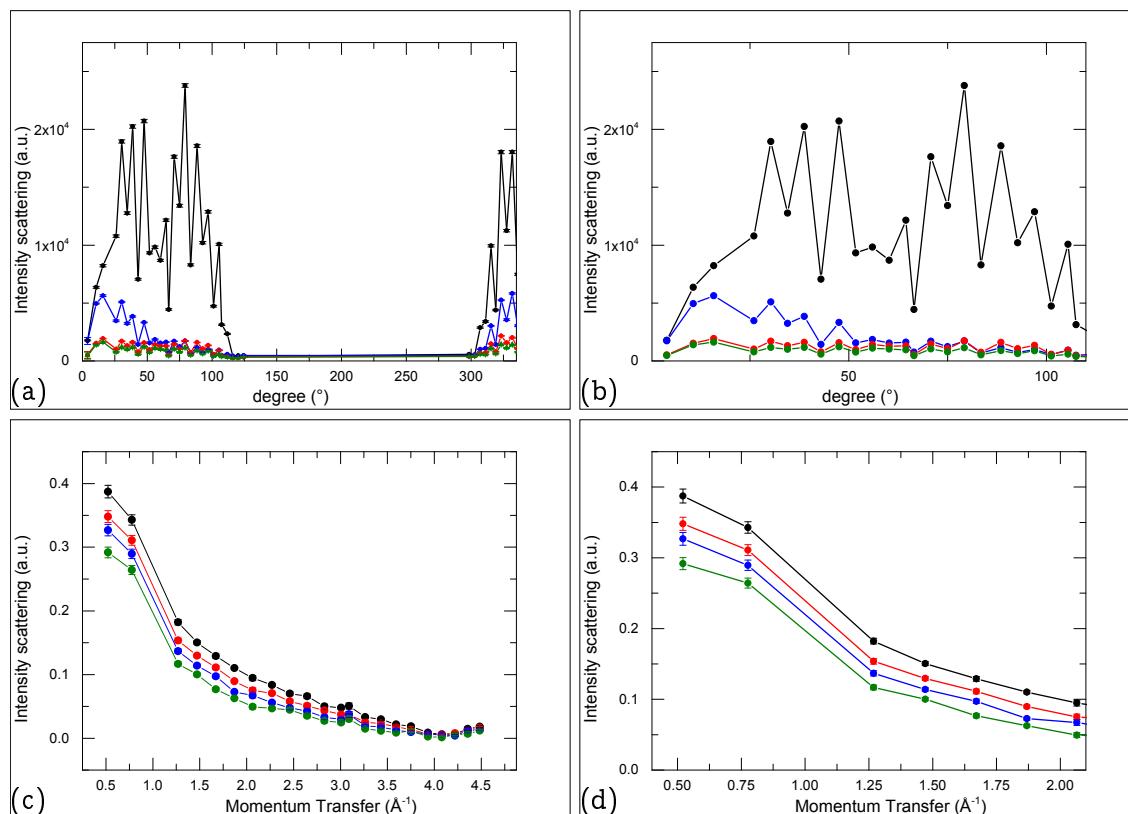 2x10⁴
1x10⁴
0
Intensity scattering (a.u.)
0 50 100 150 200 250 300
degree (°)
(a)
2x10⁴
1x10⁴
0
Intensity scattering (a.u.)
50 100
degree (°)
(b)
0.4
0.3
0.2
0.1
0.0
Intensity scattering (a.u.)
0.5 1.0 1.5 2.0 2.5 3.0 3.5 4.0 4.5
Momentum Transfer (Å⁻¹)
(c)
0.4
0.3
0.2
0.1
0.0
Intensity scattering (a.u.)
0.50 0.75 1.00 1.25 1.50 1.75 2.00
Momentum Transfer (Å⁻¹)
(d)